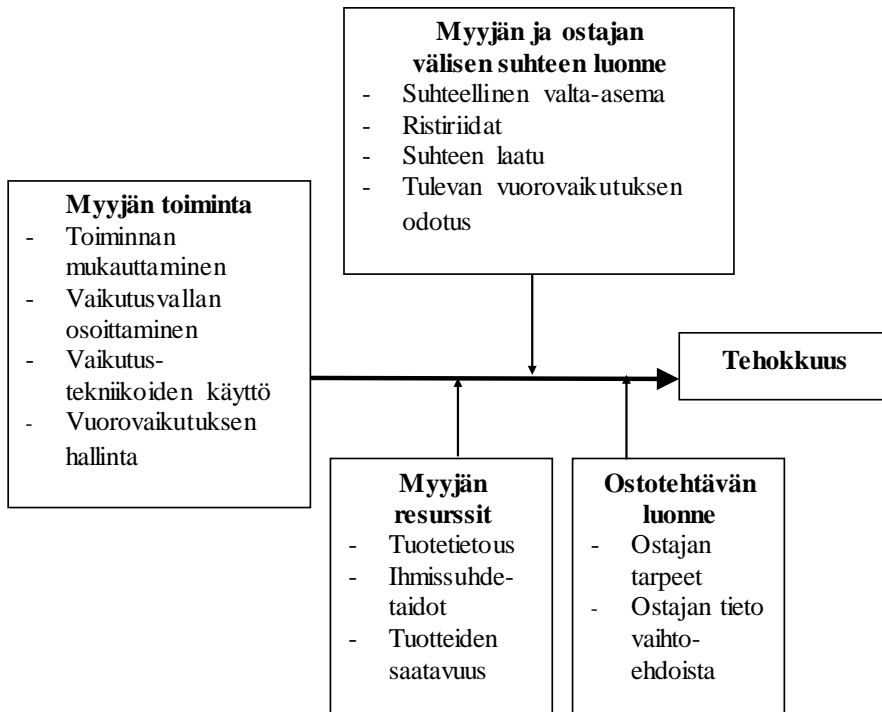 Myyjän ja ostajan
välisen suhteen luonne
- Suhteellinen valta-asema
- Ristiriidat
- Suhteen laatu
- Tulevan vuorovaikutuksen
odotus
Myyjän toiminta
- Toiminnan
mukauttaminen
- Vaikutusvallan
osoittaminen
- Vaikutus-
tekniikoiden käyttö
- Vuorovaikutuksen
hallinta
Tehokkuus
Myyjän
resurssit
- Tuotetietous
- Ihmissuhde-
taidot
- Tuotteiden
saatavuus
Ostotehtävän
luonne
- Ostajan
tarpeet
- Ostajan tieto
vaihto-
ehdoista